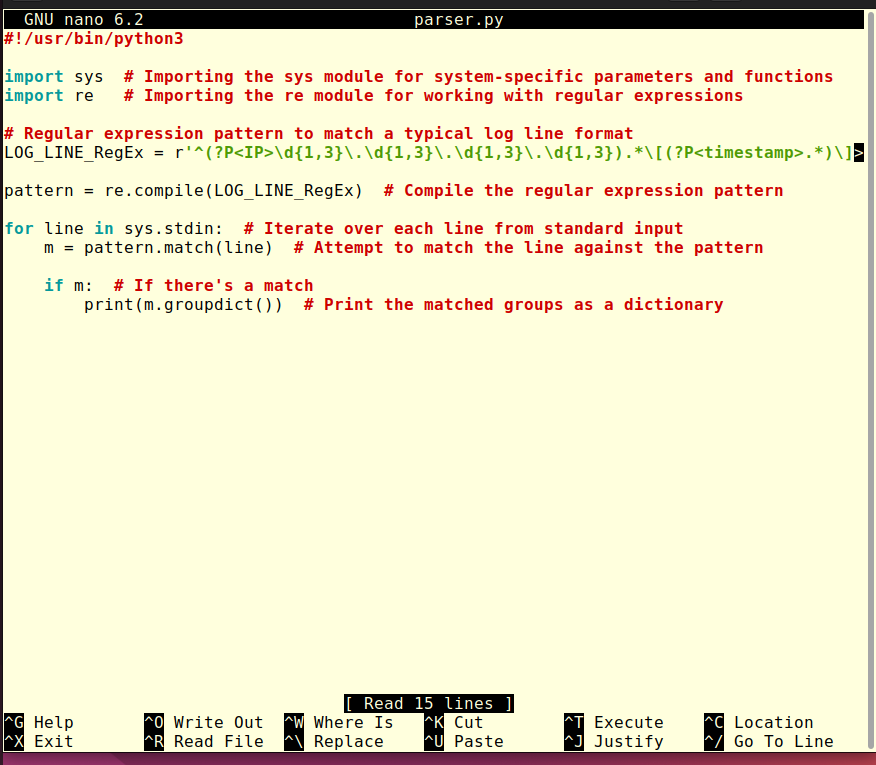 GNU nano 6.2 parser.py
#!/usr/bin/python3
import sys  # Importing the sys module for system-specific parameters and functions
import re   # Importing the re module for working with regular expressions
# Regular expression pattern to match a typical log line format
LOG_LINE_RegEx = r'^(?P<IP>\d{1,3}\.\d{1,3}\.\d{1,3}\.\d{1,3}).*\[(?P<timestamp>.*)\]>
pattern = re.compile(LOG_LINE_RegEx)  # Compile the regular expression pattern
for line in sys.stdin:  # Iterate over each line from standard input
    m = pattern.match(line)  # Attempt to match the line against the pattern
    if m:  # If there's a match
        print(m.groupdict())  # Print the matched groups as a dictionary
[ Read 15 lines ]
^G Help ^O Write Out ^W Where Is ^K Cut ^T Execute ^C Location
^X Exit ^R Read File ^\ Replace ^U Paste ^J Justify ^/ Go To Line